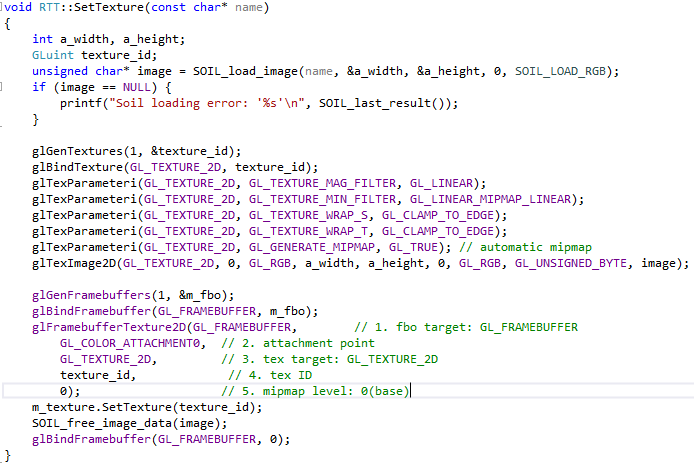 void RTT::SetTexture(const char* name)
{
    int a_width, a_height;
    GLuint texture_id;
    unsigned char* image = SOIL_load_image(name, &a_width, &a_height, 0, SOIL_LOAD_RGB);
    if (image == NULL) {
        printf("Soil loading error: '%s'\n", SOIL_last_result());
    }

    glGenTextures(1, &texture_id);
    glBindTexture(GL_TEXTURE_2D, texture_id);
    glTexParameteri(GL_TEXTURE_2D, GL_TEXTURE_MAG_FILTER, GL_LINEAR);
    glTexParameteri(GL_TEXTURE_2D, GL_TEXTURE_MIN_FILTER, GL_LINEAR_MIPMAP_LINEAR);
    glTexParameteri(GL_TEXTURE_2D, GL_TEXTURE_WRAP_S, GL_CLAMP_TO_EDGE);
    glTexParameteri(GL_TEXTURE_2D, GL_TEXTURE_WRAP_T, GL_CLAMP_TO_EDGE);
    glTexParameteri(GL_TEXTURE_2D, GL_GENERATE_MIPMAP, GL_TRUE); // automatic mipmap
    glTexImage2D(GL_TEXTURE_2D, 0, GL_RGB, a_width, a_height, 0, GL_RGB, GL_UNSIGNED_BYTE, image);

    glGenFramebuffers(1, &m_fbo);
    glBindFramebuffer(GL_FRAMEBUFFER, m_fbo);
    glFramebufferTexture2D(GL_FRAMEBUFFER,        // 1. fbo target: GL_FRAMEBUFFER
        GL_COLOR_ATTACHMENT0,  // 2. attachment point
        GL_TEXTURE_2D,         // 3. tex target: GL_TEXTURE_2D
        texture_id,             // 4. tex ID
        0);                    // 5. mipmap level: 0(base)
    m_texture.SetTexture(texture_id);
    SOIL_free_image_data(image);
    glBindFramebuffer(GL_FRAMEBUFFER, 0);
}